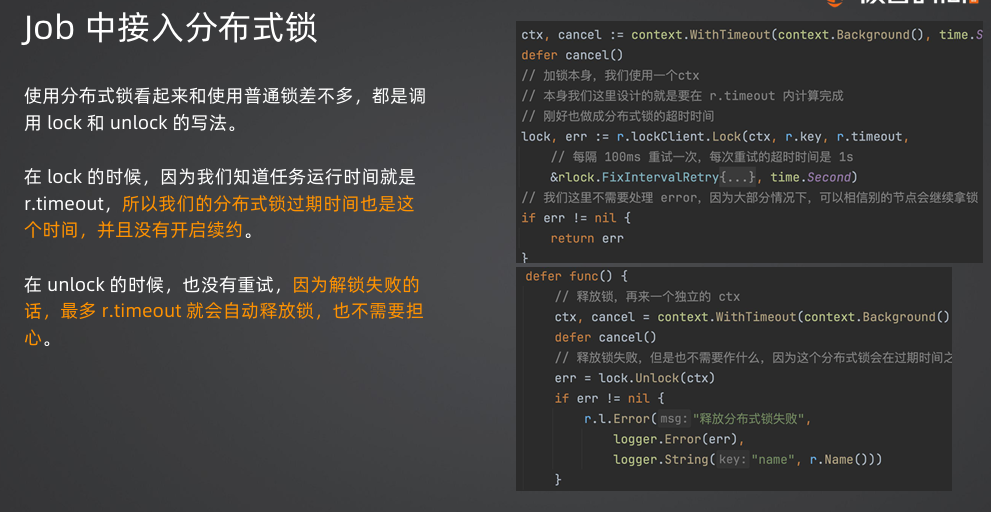 Job 中接入分布式锁
使用分布式锁看起来和使用普通锁差不多，都是调
用 lock 和 unlock 的写法。
在 lock 的时候，因为我们知道任务运行时间就是
r.timeout，所以我们的分布式锁过期时间也是这
个时间，并且没有开启续约。
在 unlock 的时候，也没有重试，因为解锁失败的
话，最多 r.timeout 就会自动释放锁，也不需要担
心。
ctx, cancel := context.WithTimeout(context.Background(), time.S
defer cancel()
// 加锁本身，我们使用一个ctx
// 本身我们这里设计的就是要在 r.timeout 内计算完成
// 刚好也做成分布式锁的超时时间
lock, err := r.lockClient.Lock(ctx, r.key, r.timeout,
// 每隔 100ms 重试一次，每次重试的超时时间是 1s
&rlock.FixIntervalRetry{...}, time.Second)
// 我们这里不需要处理 error，因为大部分情况下，可以相信别的节点会继续拿锁
if err != nil {
return err
}
defer func() {
// 释放锁，再来一个独立的 ctx
ctx, cancel = context.WithTimeout(context.Background()
defer cancel()
// 释放锁失败，但是也不需要作什么，因为这个分布式锁会在过期时间之
err = lock.Unlock(ctx)
if err != nil {
r.l.Error( msg: "释放分布式锁失败",
logger.Error(err),
logger.String( key: "name", r.Name()))
}